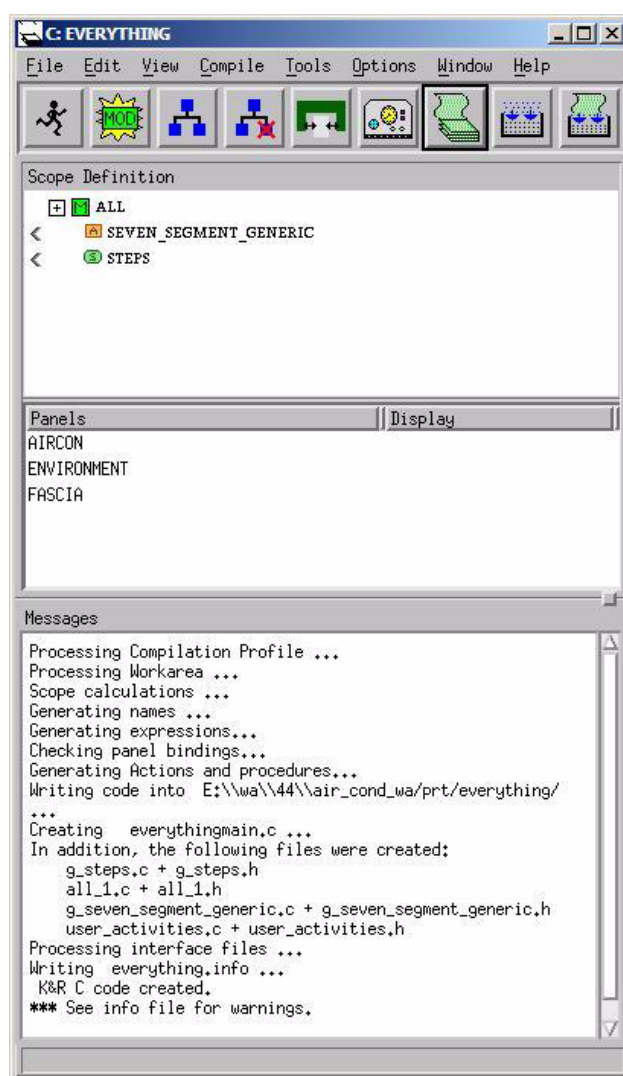 C: EVERYTHING
File Edit View Compile Tools Options Window Help
MOD
Scope Definition
M ALL
A SEVEN_SEGMENT_GENERIC
S STEPS
Panels Display
AIRCON
ENVIRONMENT
FASCIA
Messages
Processing Compilation Profile ...
Processing Workarea ...
Scope calculations ...
Generating names ...
Generating expressions...
Checking panel bindings...
Generating Actions and procedures...
Writing code into E:\\wa\\44\\air_cond_wa/prt/everything/
...
Creating everythingmain.c ...
In addition, the following files were created:
g_steps.c + g_steps.h
all_1.c + all_1.h
g_seven_segment_generic.c + g_seven_segment_generic.h
user_activities.c + user_activities.h
Processing interface files ...
Writing everything.info ...
K&R C code created.
*** See info file for warnings.